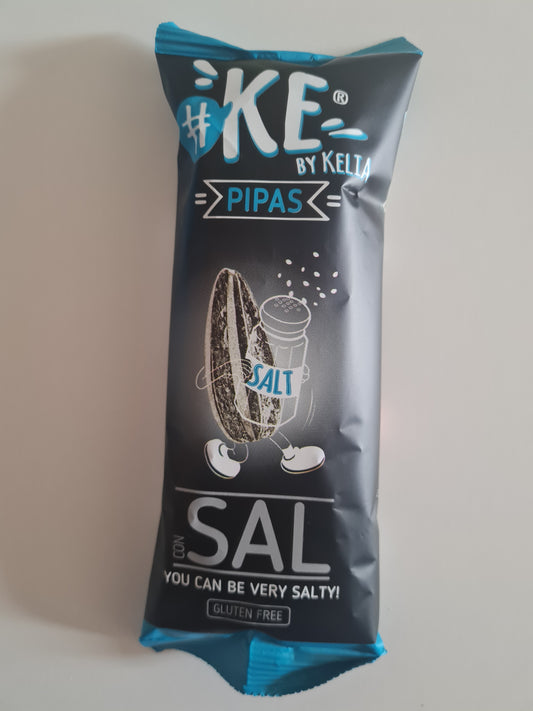 #KE®
BY KELIA
PIPAS
SALT
CON
SAL
YOU CAN BE VERY SALTY!
GLUTEN FREE